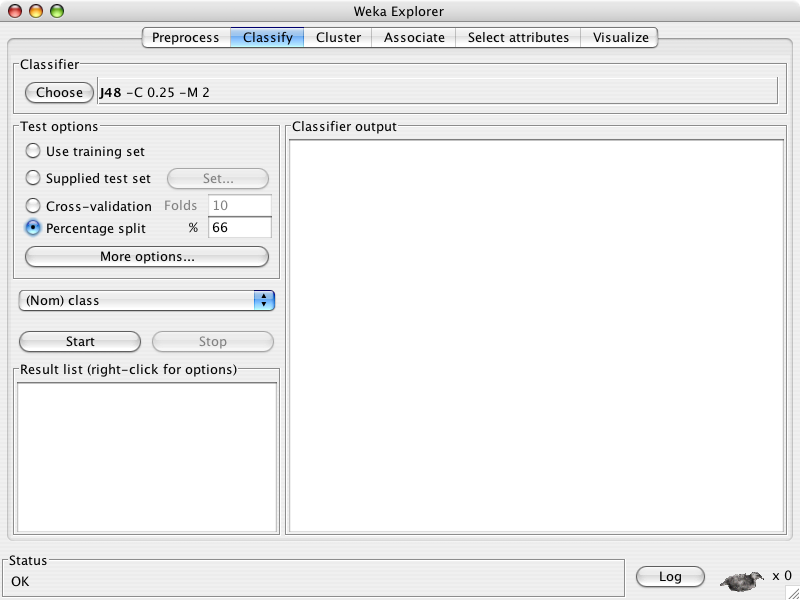 Weka Explorer
Preprocess Classify Cluster Associate Select attributes Visualize
Classifier
Choose J48 -C 0.25 -M 2
Test options
Use training set
Supplied test set Set...
Cross-validation Folds 10
Percentage split % 66
More options...
(Nom) class
Start Stop
Result list (right-click for options)
Classifier output
Status
OK
Log x 0